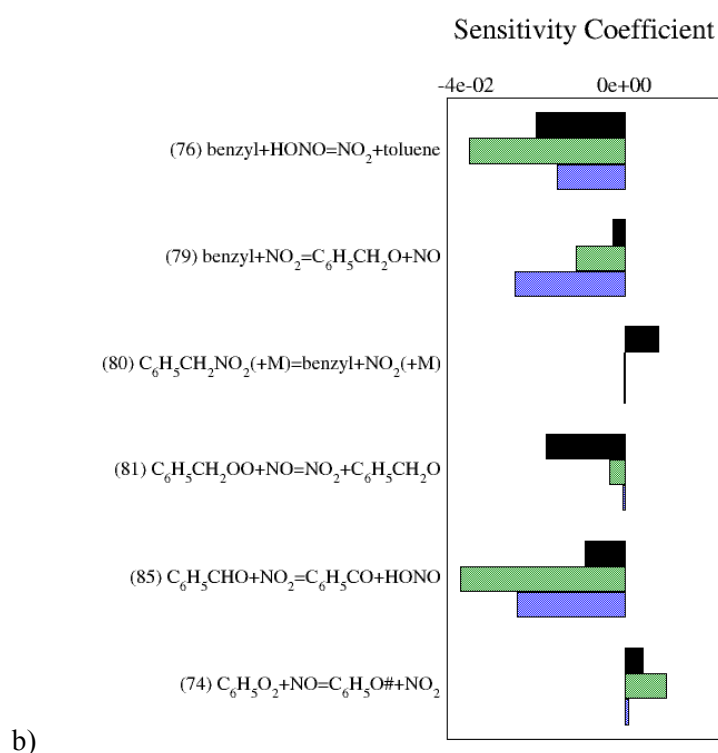 Sensitivity Coefficient
-4e-02 0e+00
(76) benzyl+HONO=NO₂+toluene
(79) benzyl+NO₂=C₆H₅CH₂O+NO
(80) C₆H₅CH₂NO₂(+M)=benzyl+NO₂(+M)
(81) C₆H₅CH₂OO+NO=NO₂+C₆H₅CH₂O
(85) C₆H₅CHO+NO₂=C₆H₅CO+HONO
(74) C₆H₅O₂+NO=C₆H₅O#+NO₂
b)